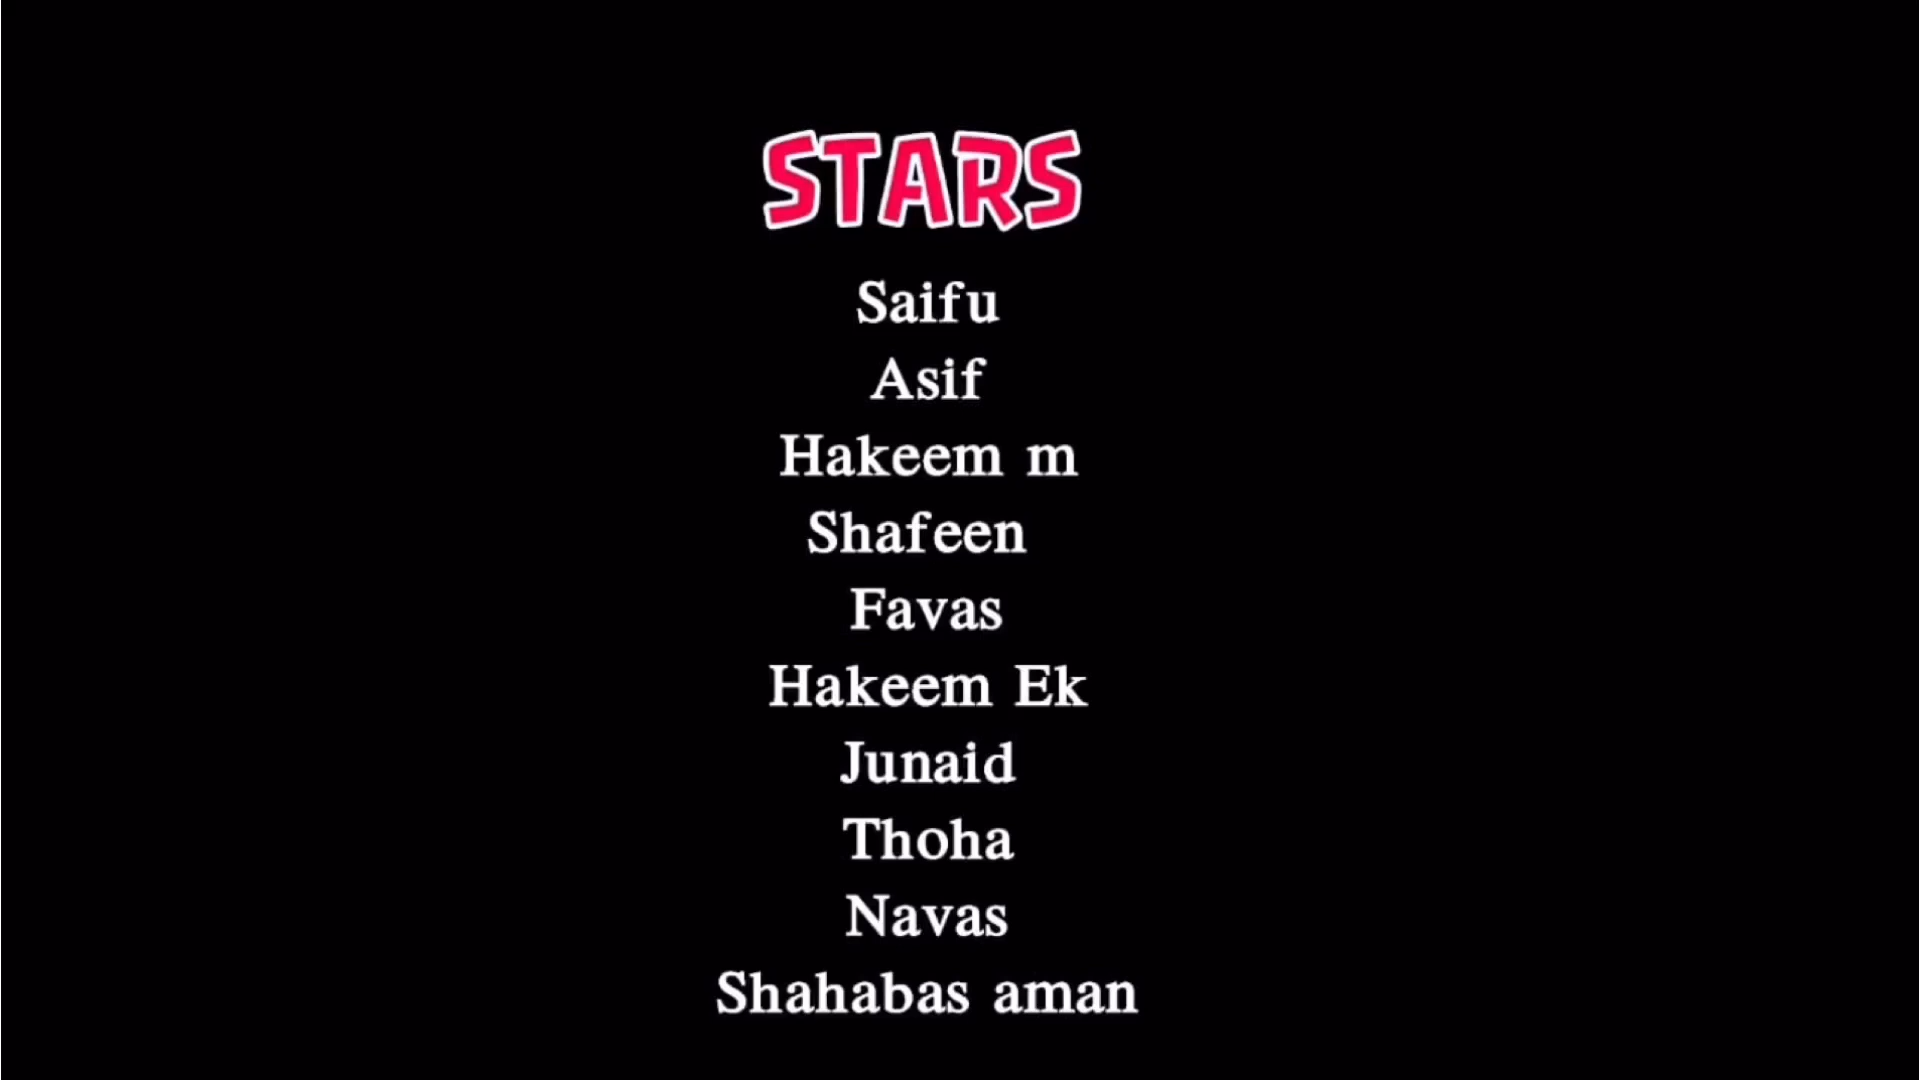 STARS
Saifu
Asif
Hakeem m
Shafeen
Favas
Hakeem Ek
Junaid
Thoha
Navas
Shahabas aman